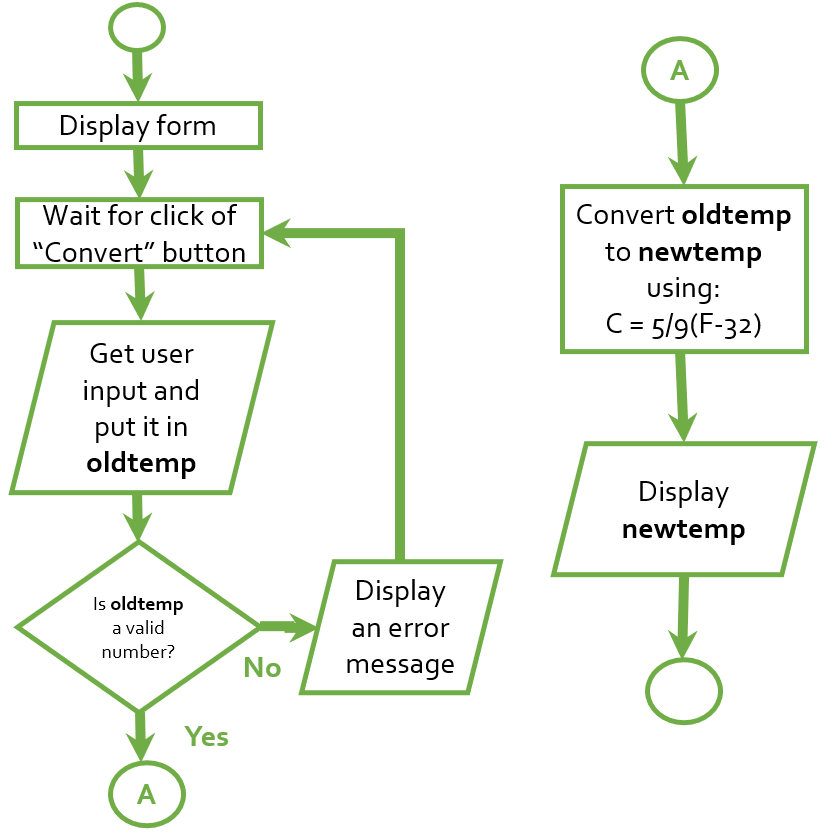 Display form
Wait for click of
“Convert” button
Get user
input and
put it in
oldtemp
Is oldtemp
a valid
number?
No
Display
an error
message
Yes
A
A
Convert oldtemp
to newtemp
using:
C = 5/9(F-32)
Display
newtemp